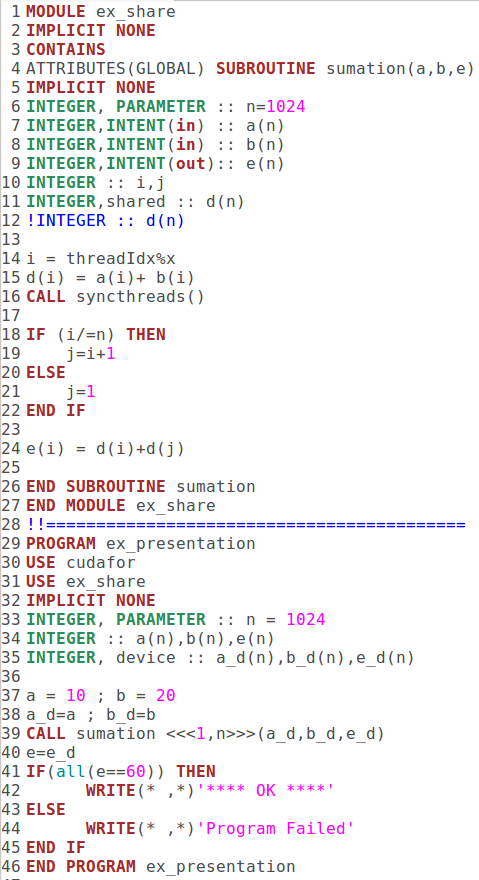 1 MODULE ex_share
2 IMPLICIT NONE
3 CONTAINS
4 ATTRIBUTES(GLOBAL) SUBROUTINE sumation(a,b,e)
5 IMPLICIT NONE
6 INTEGER, PARAMETER :: n=1024
7 INTEGER,INTENT(in) :: a(n)
8 INTEGER,INTENT(in) :: b(n)
9 INTEGER,INTENT(out):: e(n)
10 INTEGER :: i,j
11 INTEGER,shared :: d(n)
12 !INTEGER :: d(n)
13
14 i = threadIdx%x
15 d(i) = a(i)+ b(i)
16 CALL syncthreads()
17
18 IF (i/=n) THEN
19     j=i+1
20 ELSE
21     j=1
22 END IF
23
24 e(i) = d(i)+d(j)
25
26 END SUBROUTINE sumation
27 END MODULE ex_share
28 !!==========================================
29 PROGRAM ex_presentation
30 USE cudafor
31 USE ex_share
32 IMPLICIT NONE
33 INTEGER, PARAMETER :: n = 1024
34 INTEGER :: a(n),b(n),e(n)
35 INTEGER, device :: a_d(n),b_d(n),e_d(n)
36
37 a = 10 ; b = 20
38 a_d=a ; b_d=b
39 CALL sumation <<<1,n>>>(a_d,b_d,e_d)
40 e=e_d
41 IF(all(e==60)) THEN
42       WRITE(* ,*)'**** OK ****'
43 ELSE
44       WRITE(* ,*)'Program Failed'
45 END IF
46 END PROGRAM ex_presentation